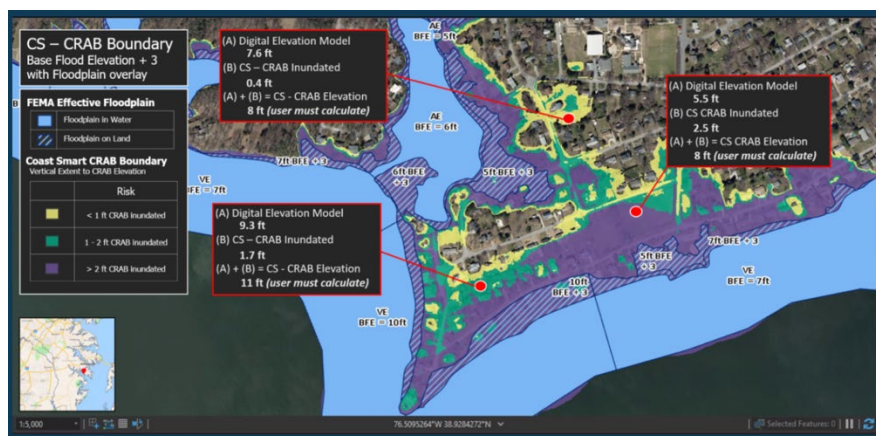 CS – CRAB Boundary
Base Flood Elevation + 3
with Floodplain overlay
FEMA Effective Floodplain
Floodplain in Water
Floodplain on Land
Coast Smart CRAB Boundary
Vertical Extent to CRAB Elevation
Risk
< 1 ft CRAB inundated
1 - 2 ft CRAB inundated
> 2 ft CRAB inundated
(A) Digital Elevation Model
7.6 ft
(B) CS – CRAB Inundated
0.4 ft
(A) + (B) = CS - CRAB Elevation
8 ft (user must calculate)
AE
BFE = 5ft
(A) Digital Elevation Model
5.5 ft
(B) CS CRAB Inundated
2.5 ft
(A) + (B) = CS CRAB Elevation
8 ft (user must calculate)
AE
BFE = 6ft
7ft BFE + 3
VE
BFE = 7ft
6ft BFE
+ 3
5ft BFE + 3
(A) Digital Elevation Model
9.3 ft
(B) CS – CRAB Inundated
1.7 ft
(A) + (B) = CS - CRAB Elevation
11 ft (user must calculate)
VE
BFE = 10ft
10ft
BFE + 3
5ft BFE
+ 3
7ft BFE + 3
VE
BFE = 7ft
1:5,000
76.5095264°W 38.9284272°N
Selected Features: 0